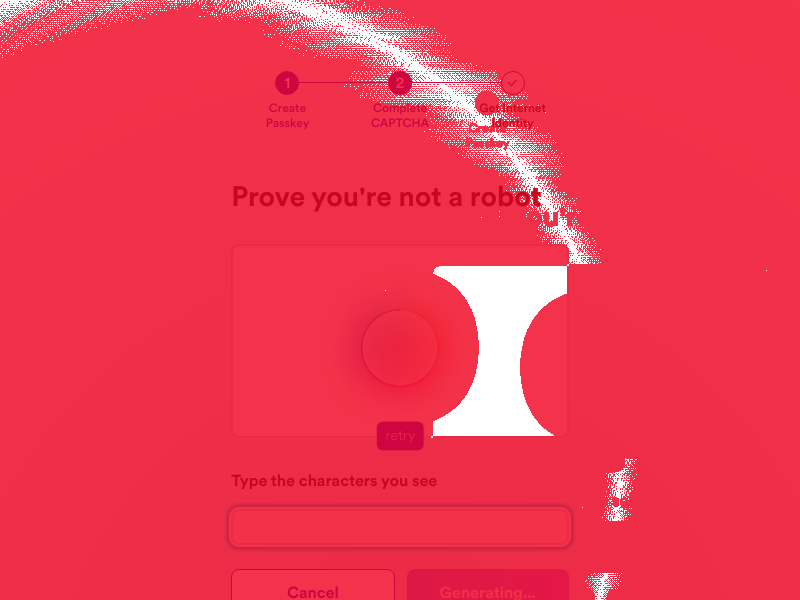 1
2
Create
Passkey
Complete
CAPTCHA
Get Internet
Identity
Prove you're not a robot
retry
Type the characters you see
Cancel
Generating...